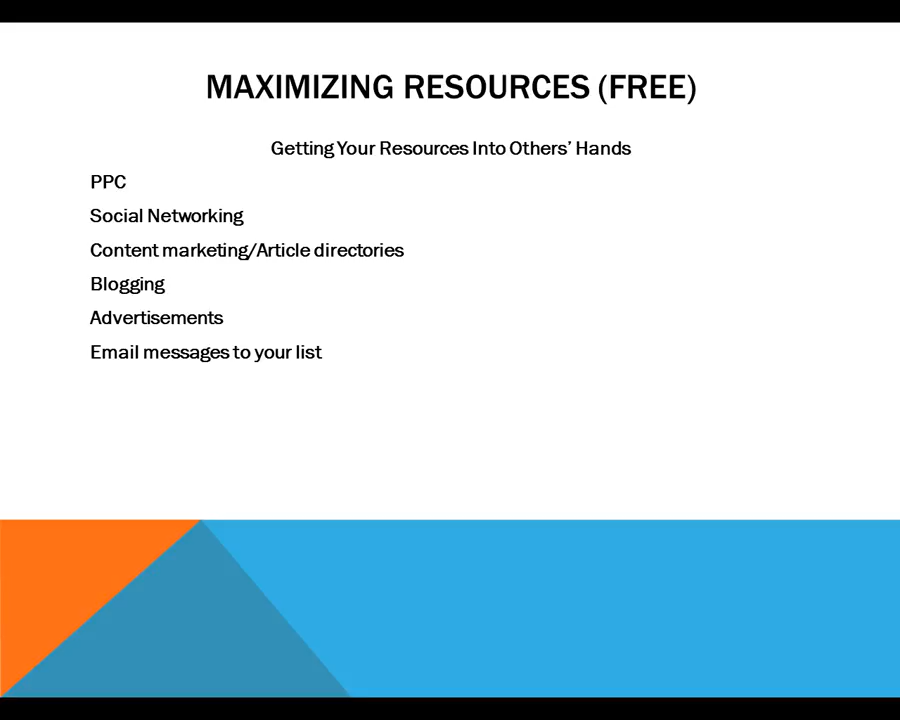 MAXIMIZING RESOURCES (FREE)
Getting Your Resources Into Others’ Hands
PPC
Social Networking
Content marketing/Article directories
Blogging
Advertisements
Email messages to your list